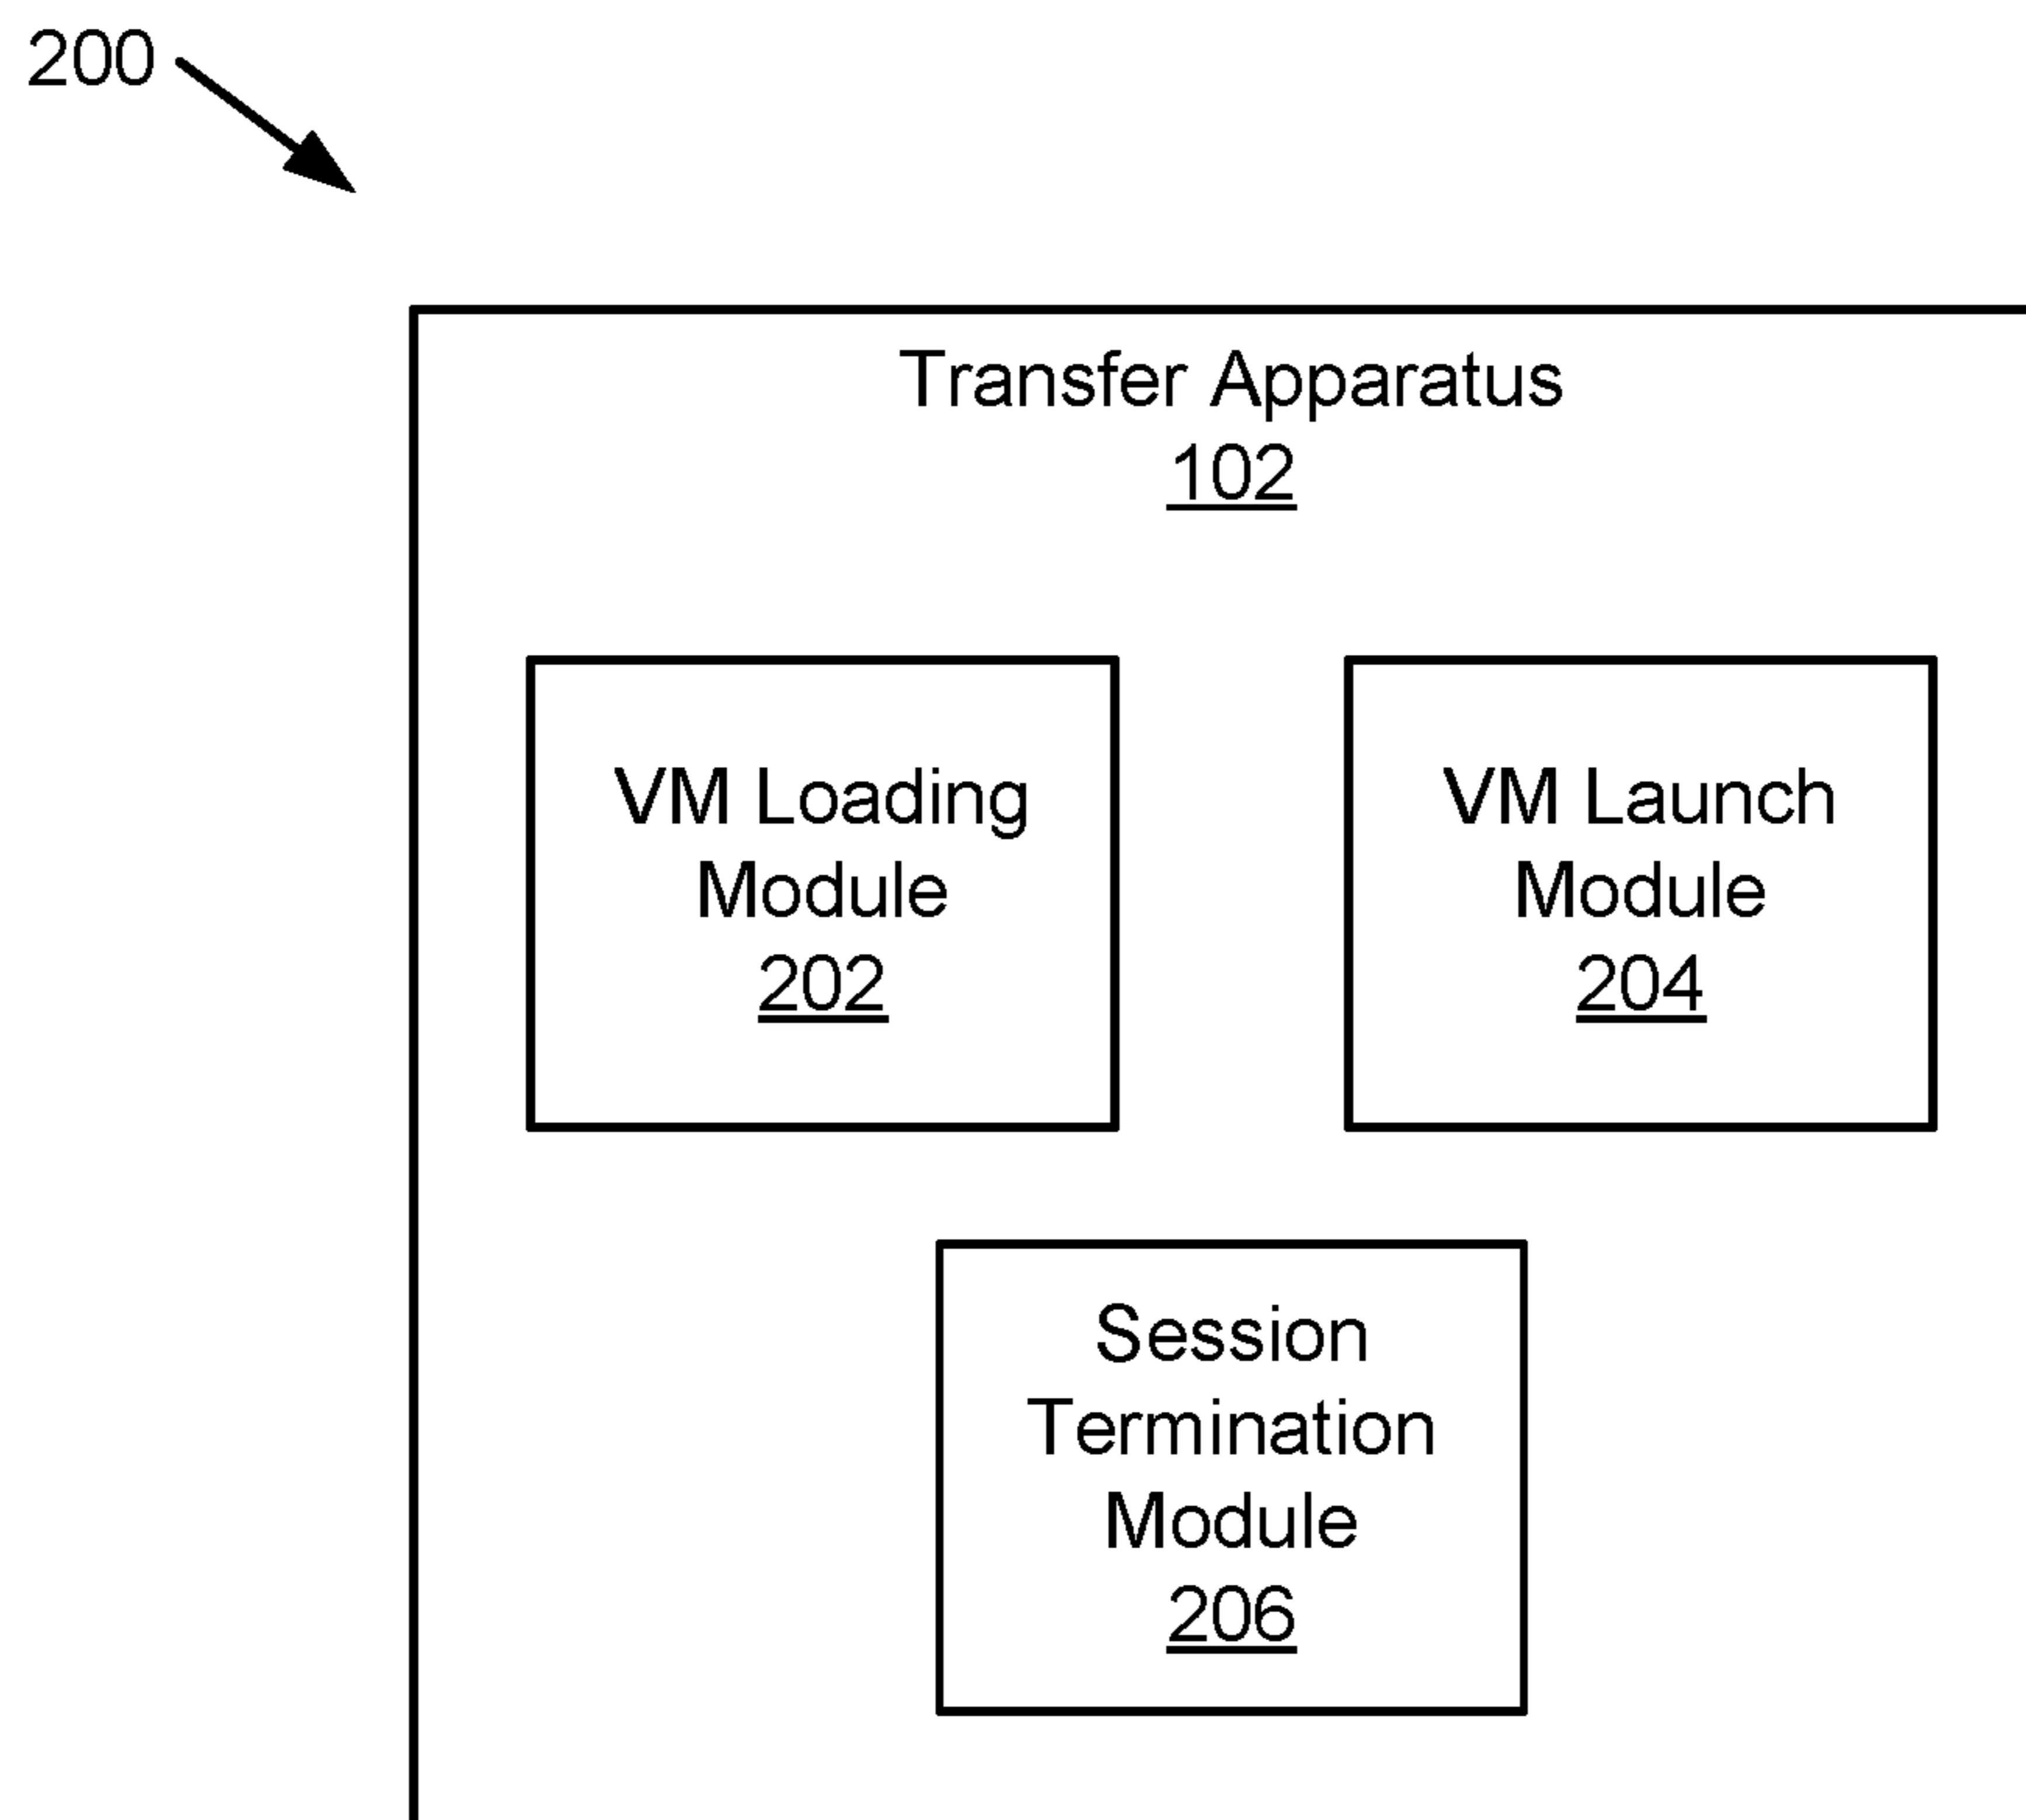 200
Transfer Apparatus
102
VM Loading
Module
202
VM Launch
Module
204
Session
Termination
Module
206